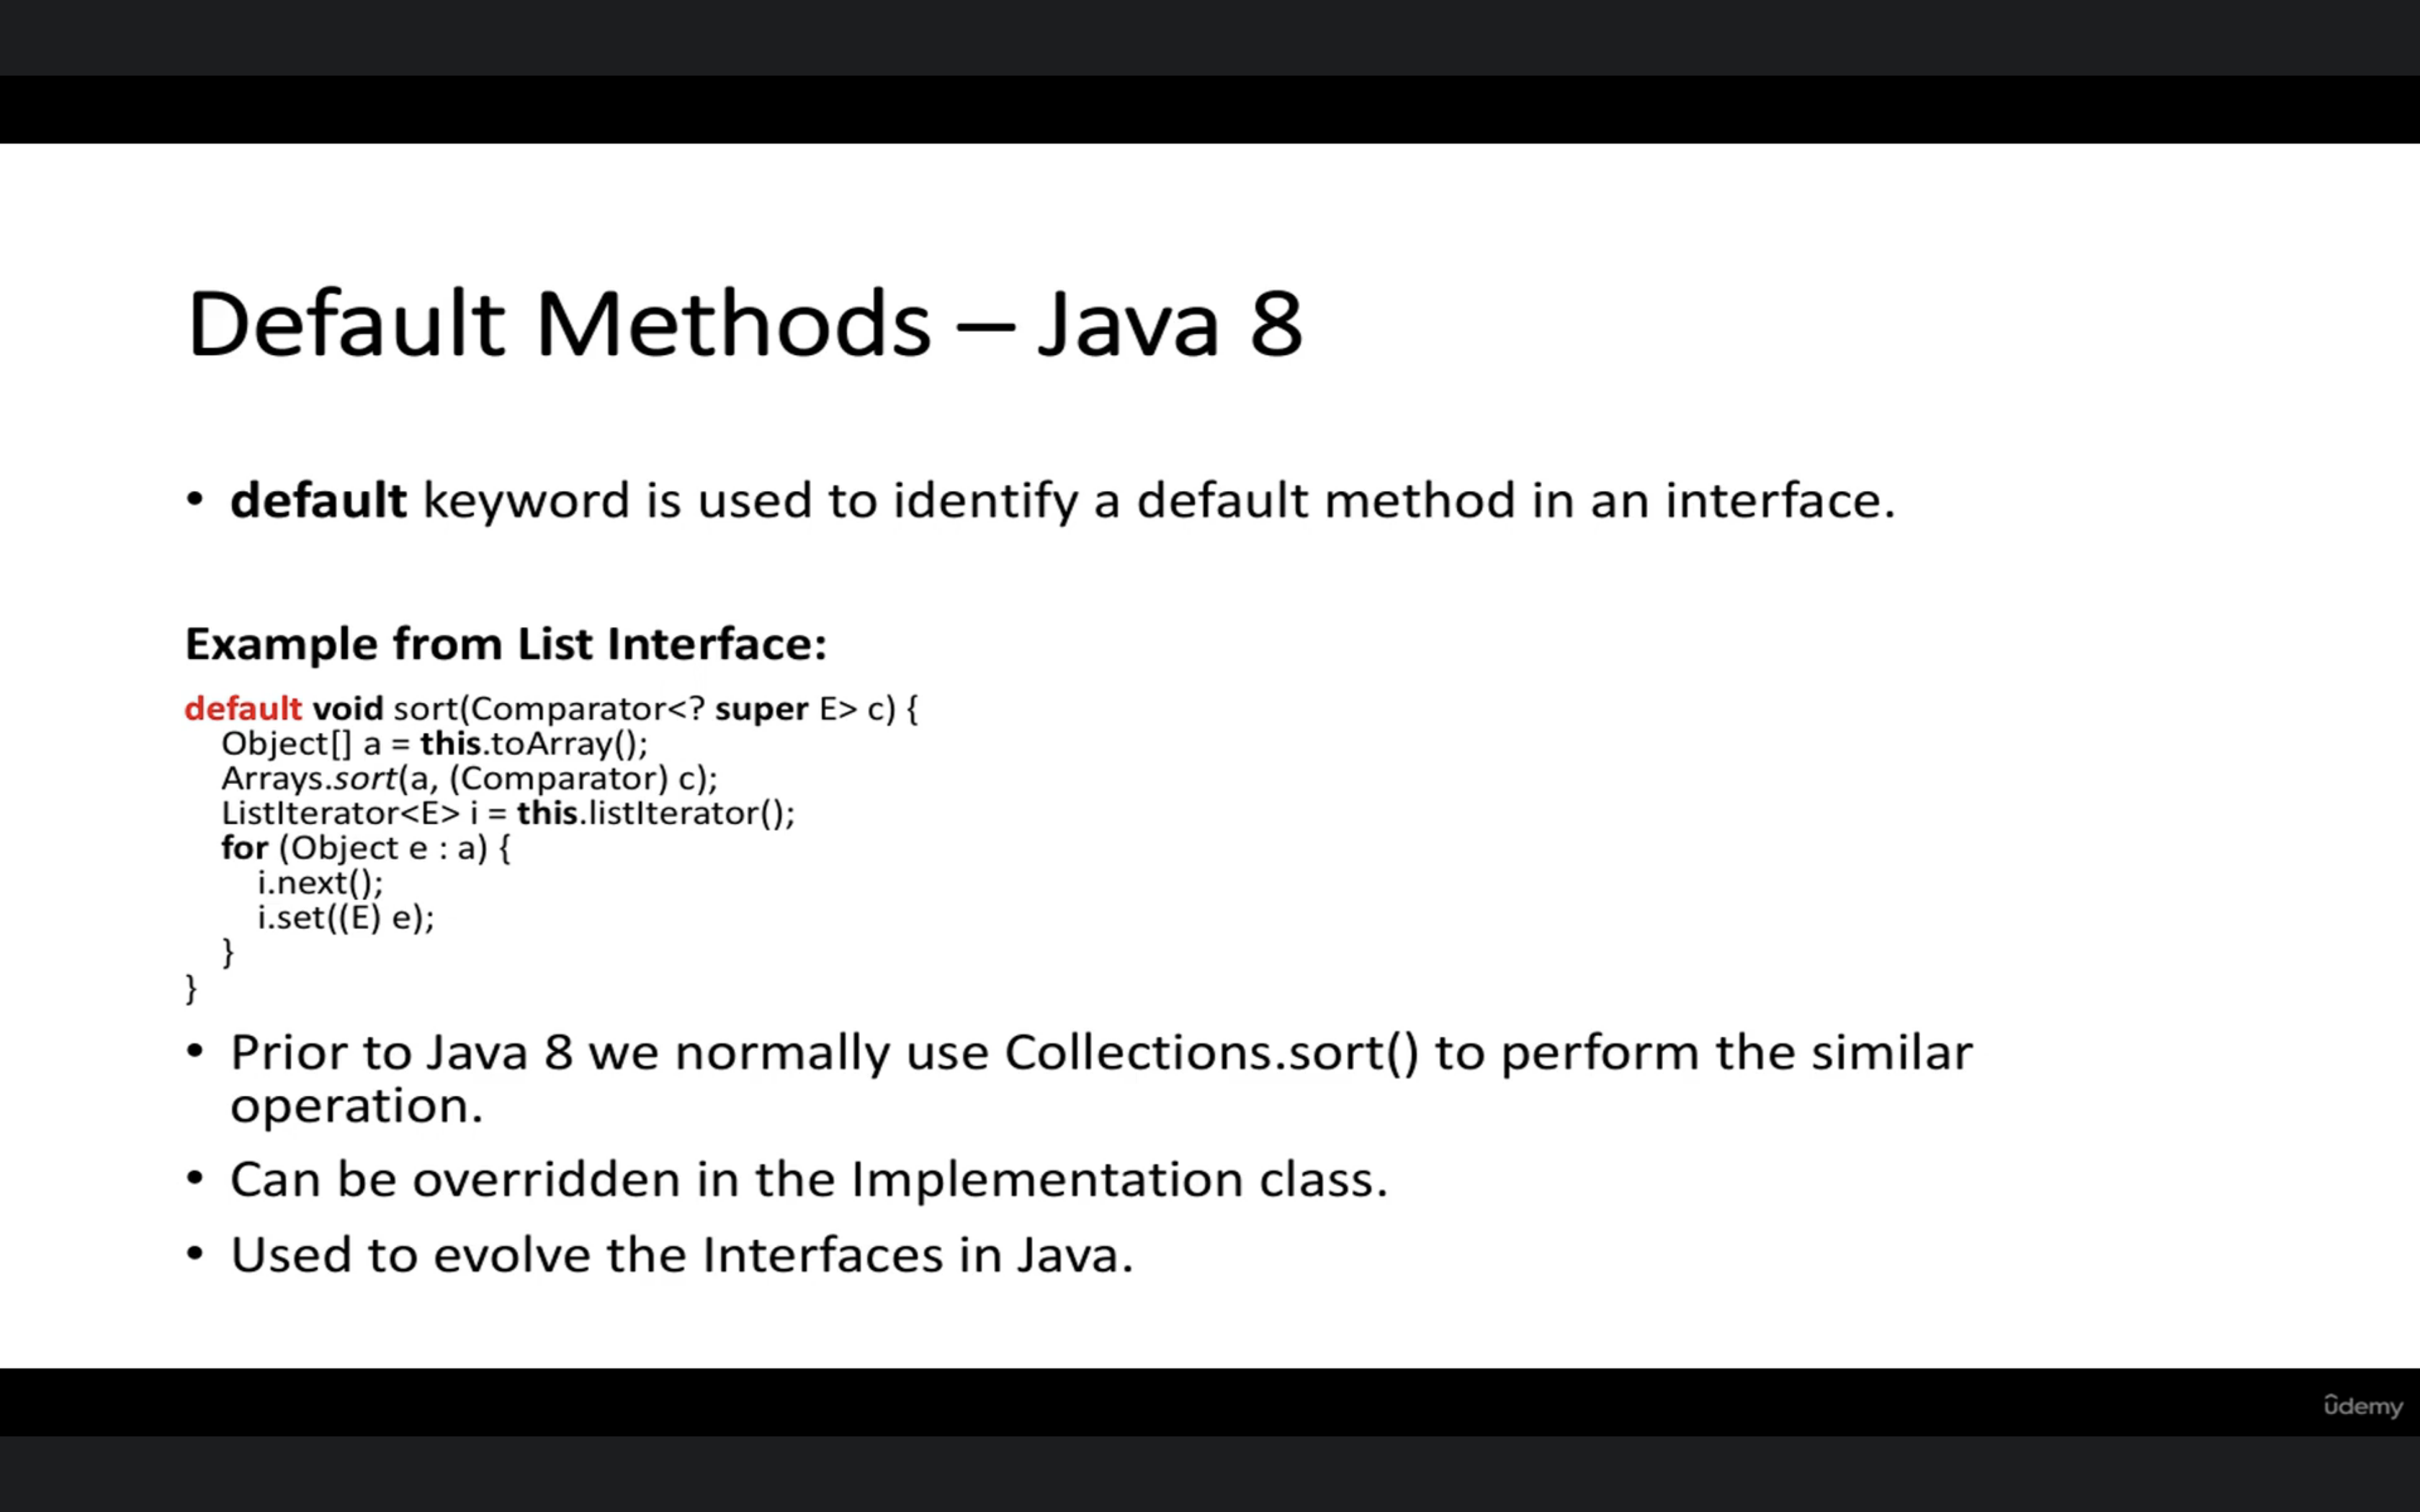 Default Methods – Java 8
• default keyword is used to identify a default method in an interface.
Example from List Interface:
default void sort(Comparator<? super E> c) {
Object[] a = this.toArray();
Arrays.sort(a, (Comparator) c);
ListIterator<E> i = this.listIterator();
for (Object e : a) {
i.next();
i.set((E) e);
}
}
• Prior to Java 8 we normally use Collections.sort() to perform the similar
operation.
• Can be overridden in the Implementation class.
• Used to evolve the Interfaces in Java.
ûdemy